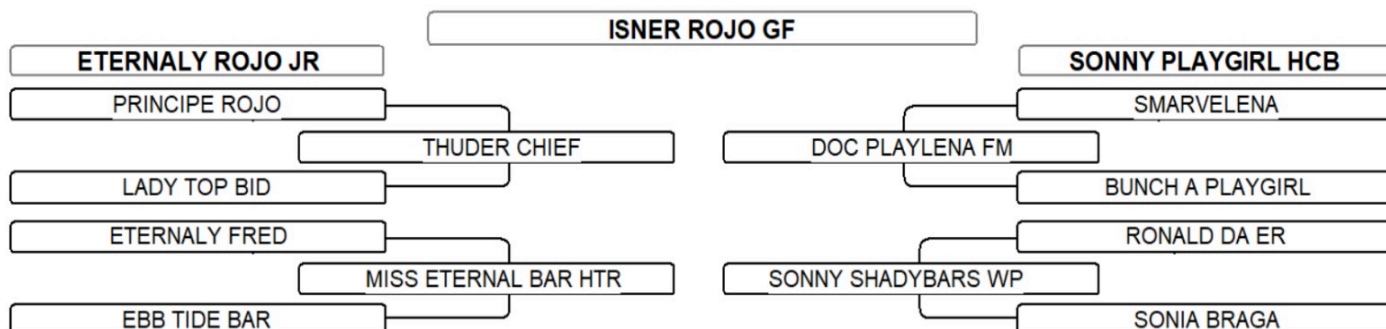 ISNER ROJO GF
ETERNALY ROJO JR
SONNY PLAYGIRL HCB
PRINCIPE ROJO
SMARVELENA
THUDER CHIEF
DOC PLAYLENA FM
LADY TOP BID
BUNCH A PLAYGIRL
ETERNALY FRED
RONALD DA ER
MISS ETERNAL BAR HTR
SONNY SHADYBARS WP
EBB TIDE BAR
SONIA BRAGA